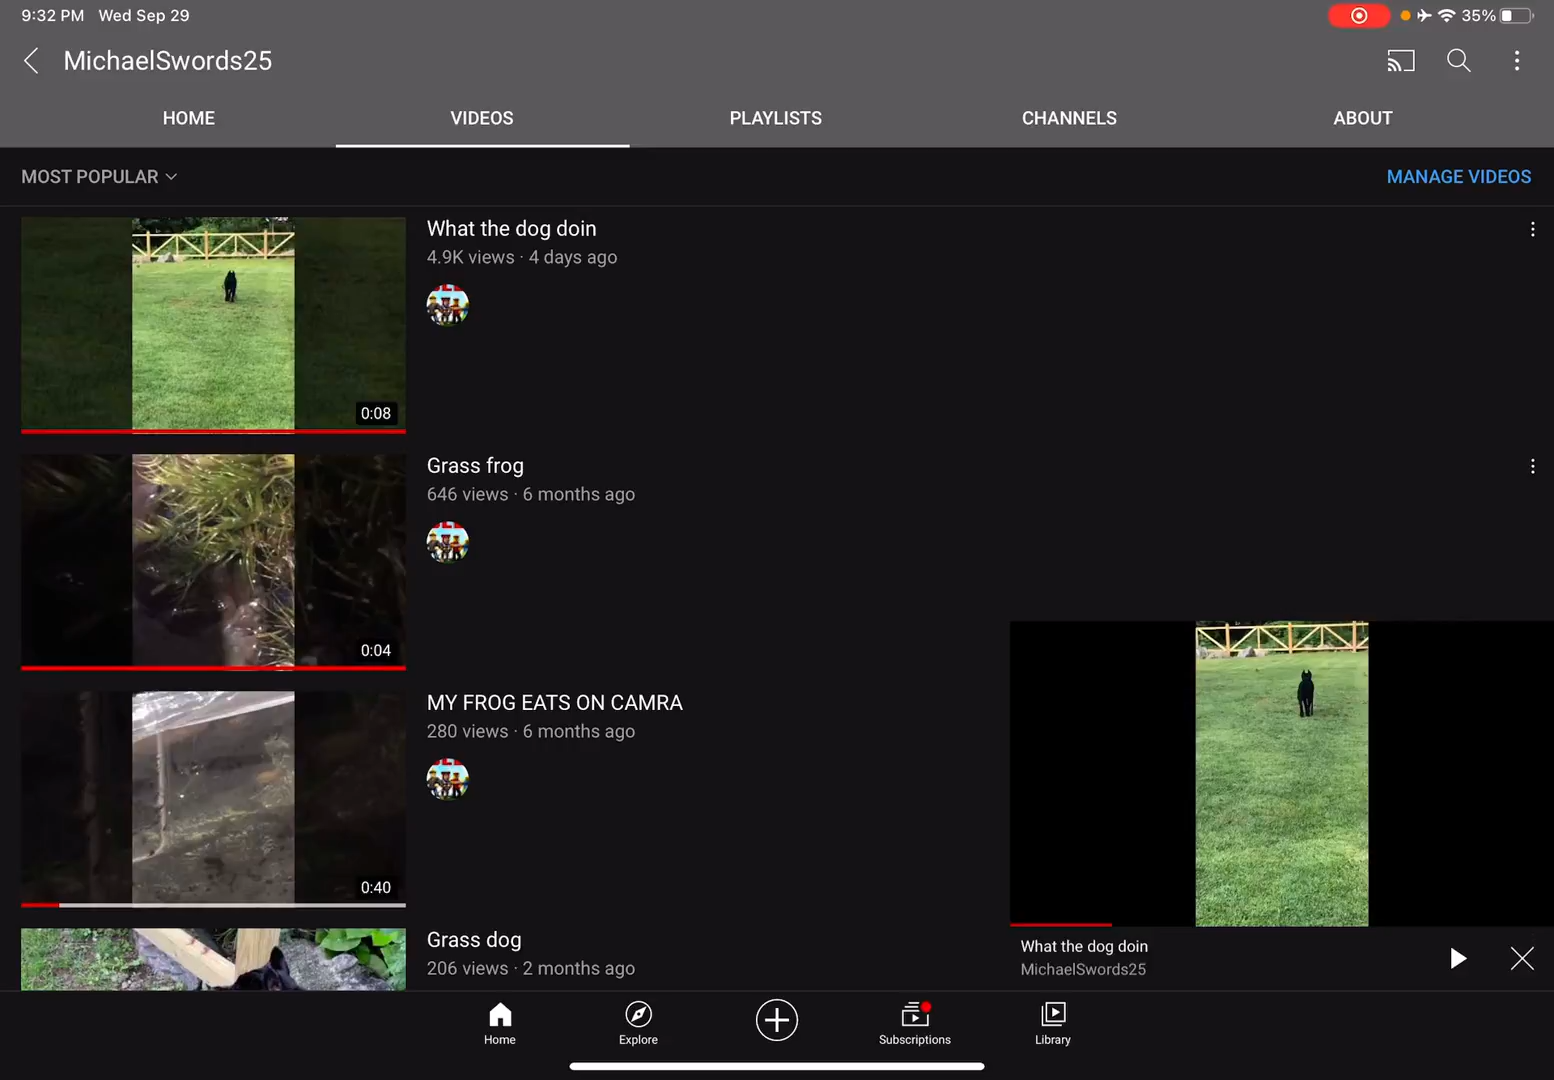 9:32 PM Wed Sep 29
35%
MichaelSwords25
HOME VIDEOS PLAYLISTS CHANNELS ABOUT
MOST POPULAR
MANAGE VIDEOS
What the dog doin
4.9K views · 4 days ago
0:08
Grass frog
646 views · 6 months ago
0:04
MY FROG EATS ON CAMRA
280 views · 6 months ago
0:40
Grass dog
206 views · 2 months ago
What the dog doin
MichaelSwords25
Home Explore Subscriptions Library